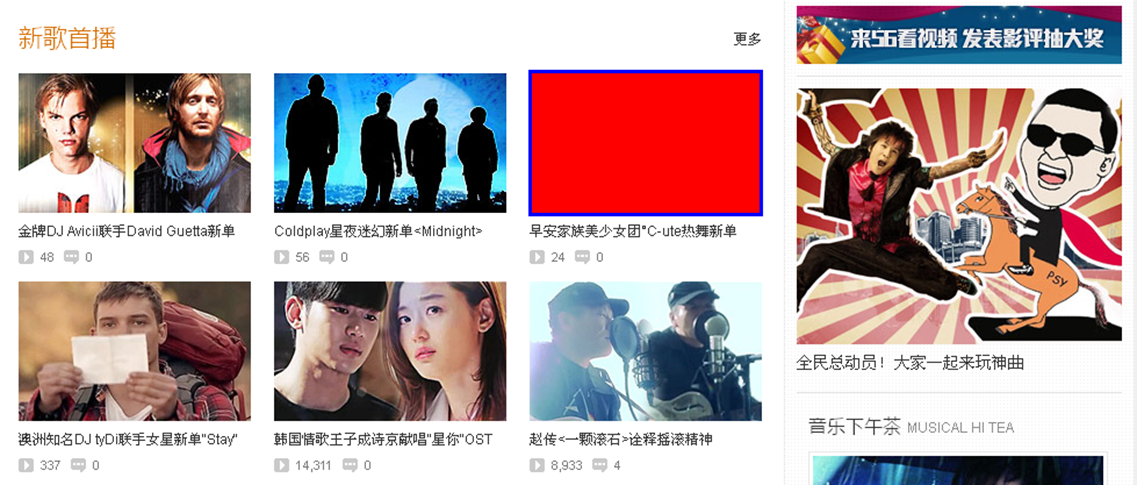 新歌首播
更多
金牌DJ Avicii联手David Guetta新单
48 0
Coldplay星夜迷幻新单<Midnight>
56 0
早安家族美少女团°C-ute热舞新单
24 0
澳洲知名DJ tyDi联手女星新单"Stay"
337 0
韩国情歌王子成诗京献唱"星你"OST
14,311 0
赵传<一颗滚石>诠释摇滚精神
8,933 4
来56看视频 发表影评抽大奖
PSY
全民总动员！大家一起来玩神曲
音乐下午茶 MUSICAL HI TEA